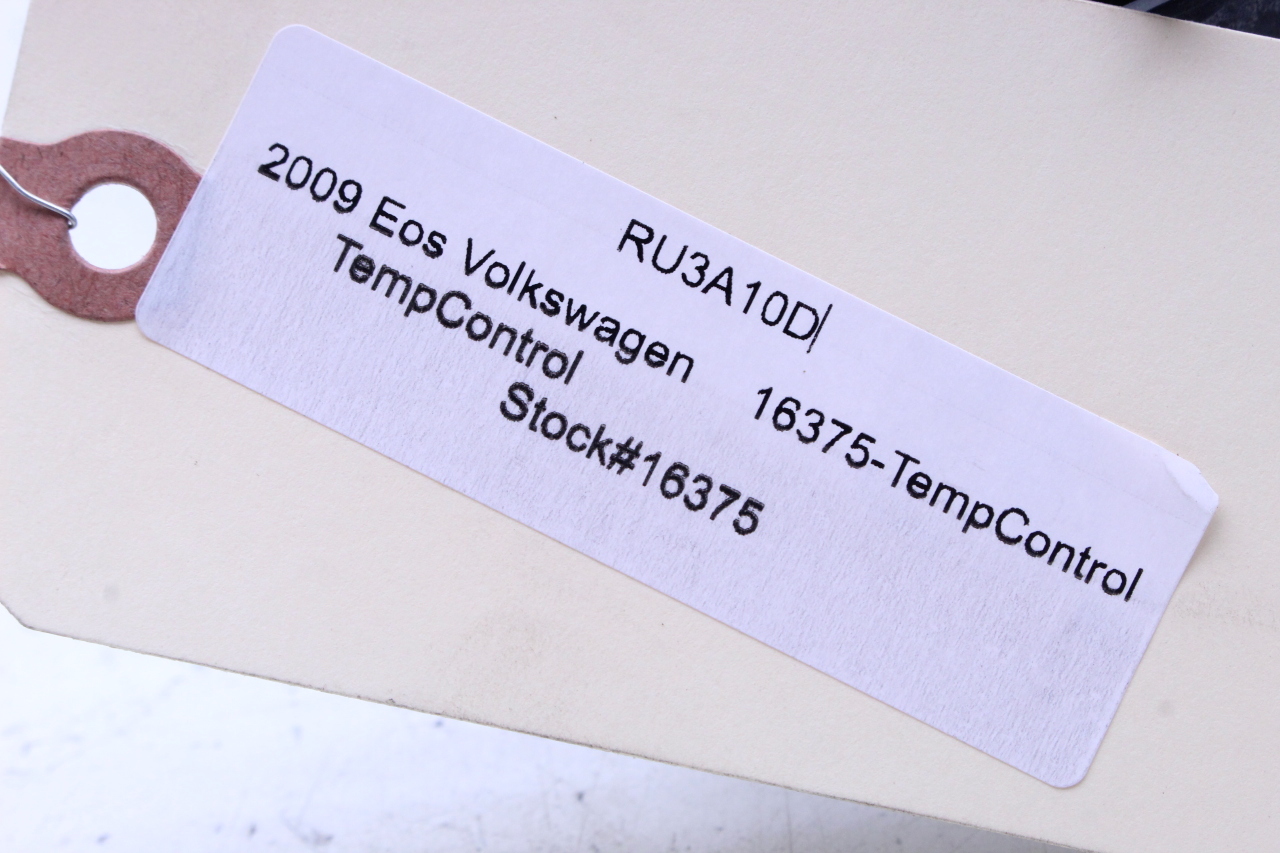 RU3A10D|
2009 Eos Volkswagen 16375-TempControl
TempControl
Stock#16375